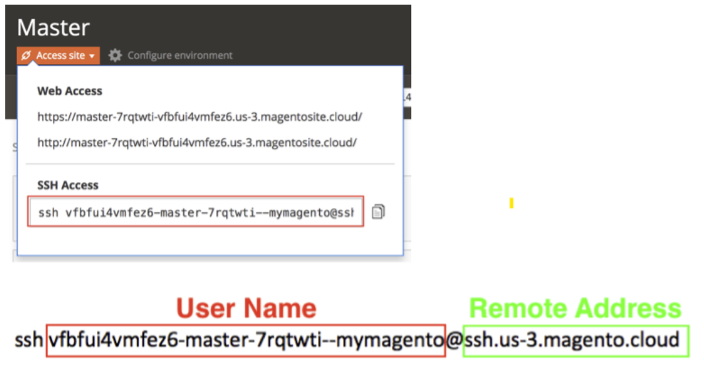 Master
Access site Configure environment
Web Access
https://master-7rqtwti-vfbfui4vmfez6.us-3.magentosite.cloud/
http://master-7rqtwti-vfbfui4vmfez6.us-3.magentosite.cloud/
SSH Access
ssh vfbfui4vmfez6-master-7rqtwti--mymagento@ssh
User Name Remote Address
ssh vfbfui4vmfez6-master-7rqtwti--mymagento@ssh.us-3.magento.cloud